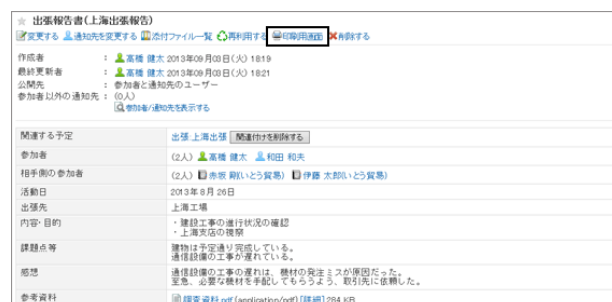 出張報告書(上海出張報告)
変更する 通知先を変更する 添付ファイル一覧 再利用する 印刷用画面 削除する
作成者 : 高橋 健太 2013年09月03日(火) 18:19
最終更新者 : 高橋 健太 2013年09月03日(火) 18:21
公開先 : 参加者と通知先のユーザー
参加者以外の通知先 : (0人)
参加者/通知先を表示する
関連する予定 出張:上海出張 関連付けを削除する
参加者 (2人) 高橋 健太 和田 和夫
相手側の参加者 (2人) 赤坂 剛(いとう貿易) 伊藤 太郎(いとう貿易)
活動日 2013年 8月 26日
出張先 上海工場
内容・目的 ・建設工事の進行状況の確認
・上海支店の視察
課題点等 建物は予定通り完成している。
通信設備の工事が遅れている。
感想 通信設備の工事の遅れは、機材の発注ミスが原因だった。
至急、必要な機材を手配してもらうよう、取引先に依頼した。
参考資料 調査資料.pdf (application/pdf) [詳細] 284 KB